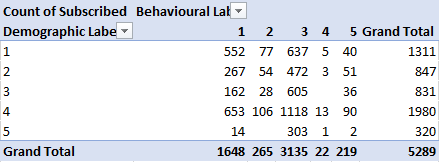 Count of Subscribed Behavioural Lab
Demographic Labe 1 2 3 4 5 Grand Total
1 552 77 637 5 40 1311
2 267 54 472 3 51 847
3 162 28 605 36 831
4 653 106 1118 13 90 1980
5 14 303 1 2 320
Grand Total 1648 265 3135 22 219 5289